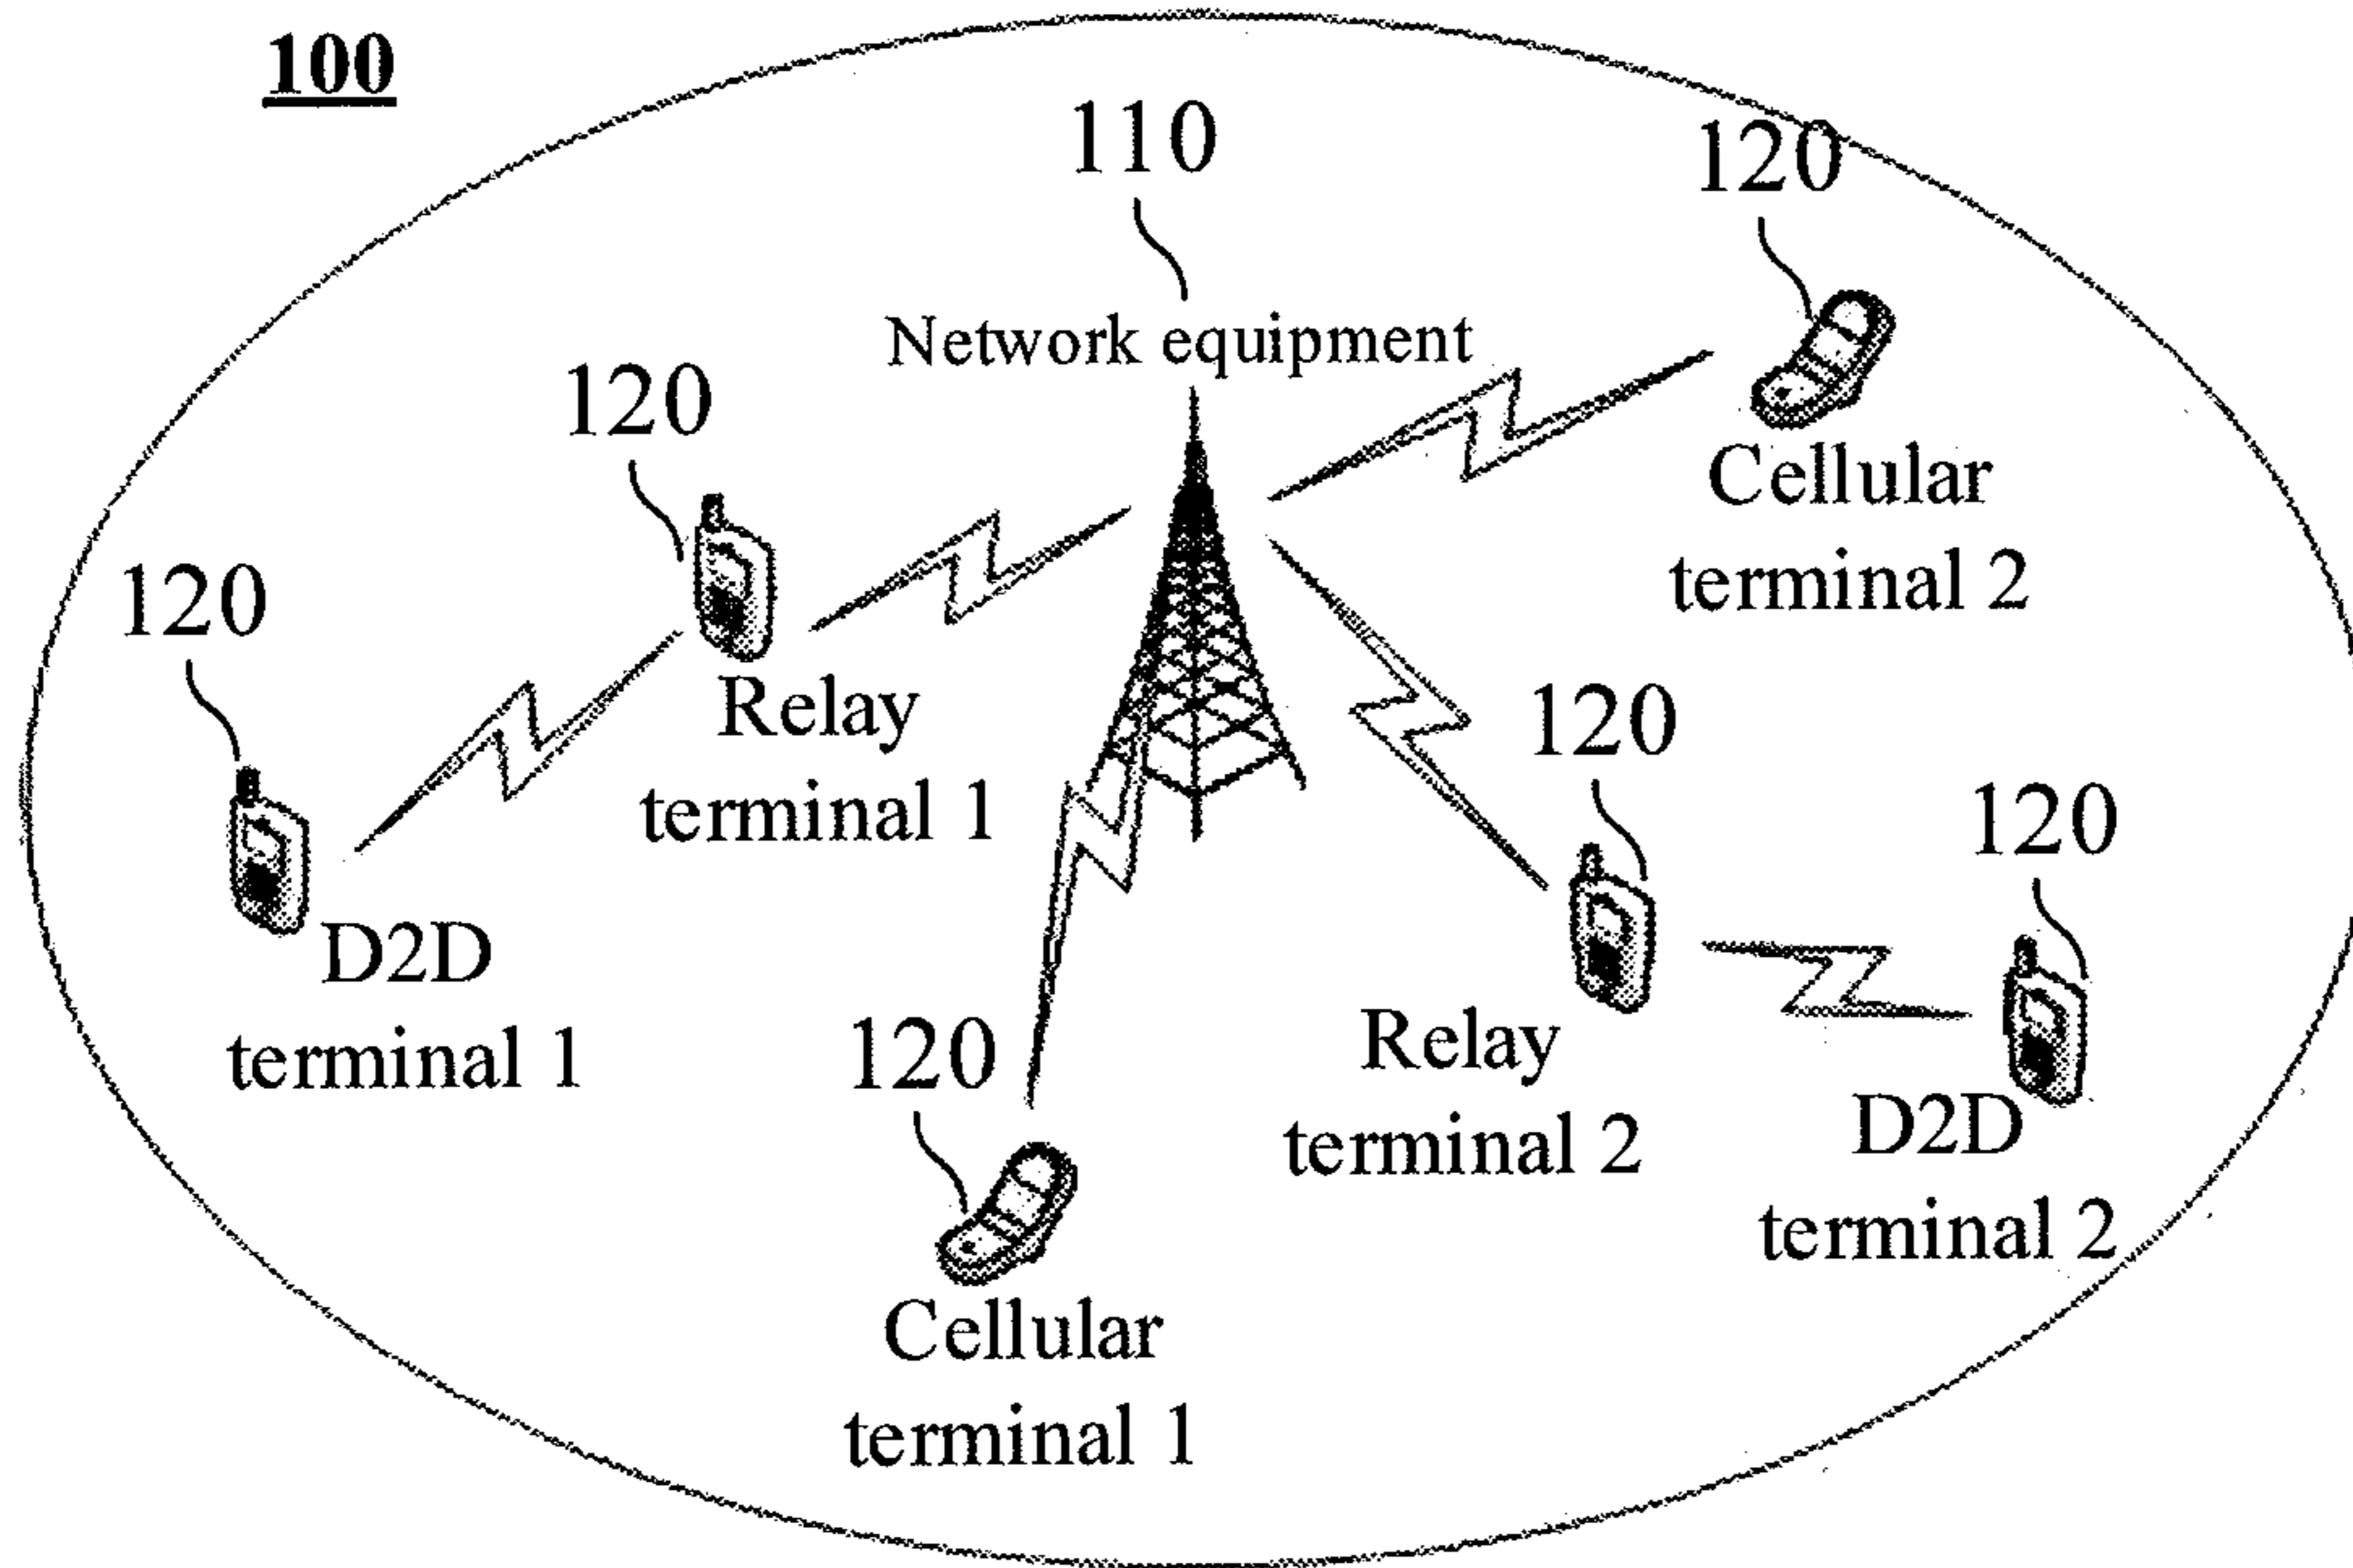 100
110
120
Network equipment
120
Cellular
terminal 2
120
Relay
terminal 1
120
120
D2D
terminal 1
120
Relay
terminal 2
D2D
terminal 2
120
Cellular
terminal 1